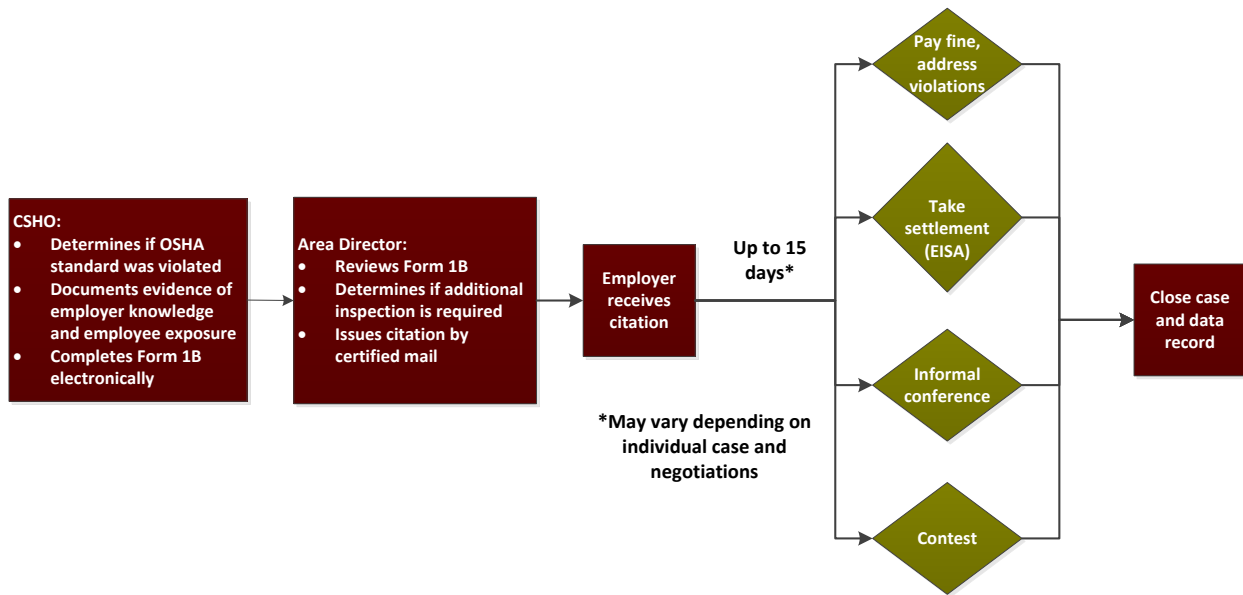 CSHO:
• Determines if OSHA
standard was violated
• Documents evidence of
employer knowledge
and employee exposure
• Completes Form 1B
electronically
Area Director:
• Reviews Form 1B
• Determines if additional
inspection is required
• Issues citation by
certified mail
Employer
receives
citation
Up to 15
days*
*May vary depending on
individual case and
negotiations
Pay fine,
address
violations
Take
settlement
(EISA)
Informal
conference
Contest
Close case
and data
record